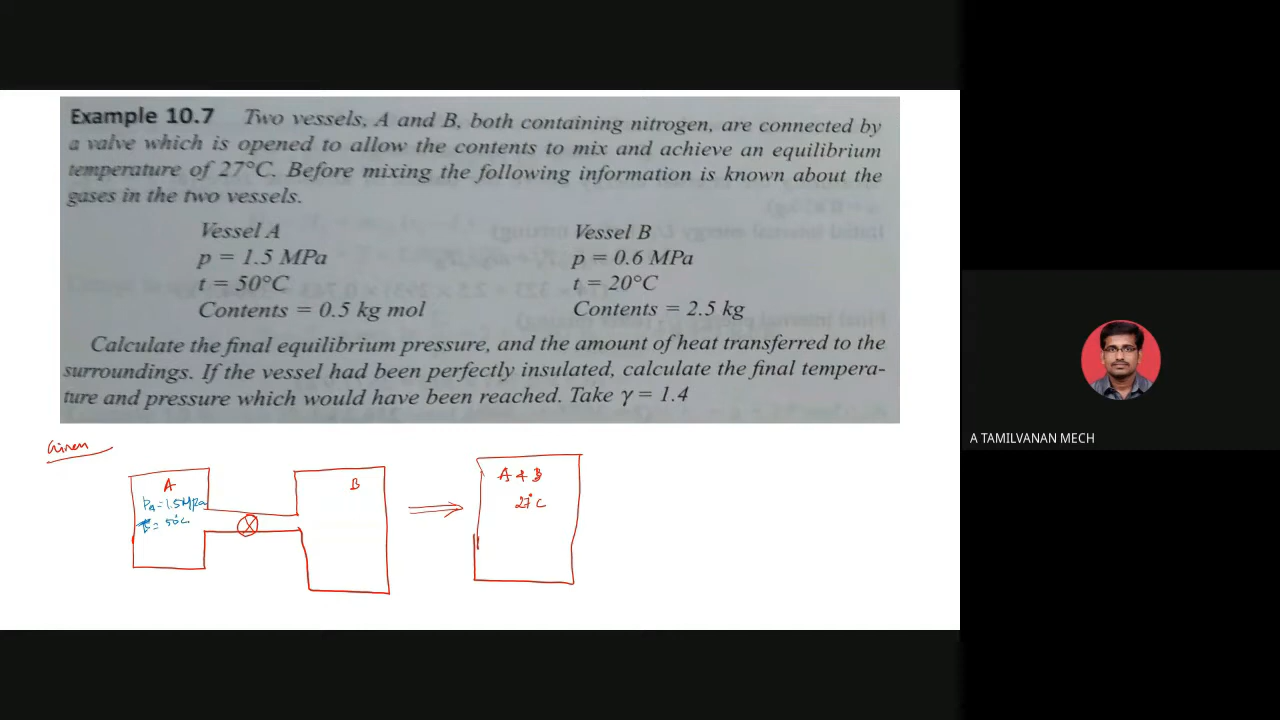 Example 10.7 Two vessels, A and B, both containing nitrogen, are connected by
a valve which is opened to allow the contents to mix and achieve an equilibrium
temperature of 27°C. Before mixing the following information is known about the
gases in the two vessels.
Vessel A
p = 1.5 MPa
t = 50°C
Contents = 0.5 kg mol
Vessel B
p = 0.6 MPa
t = 20°C
Contents = 2.5 kg
Calculate the final equilibrium pressure, and the amount of heat transferred to the
surroundings. If the vessel had been perfectly insulated, calculate the final tempera-
ture and pressure which would have been reached. Take γ = 1.4
Given
A
PA = 1.5 MPa
= 50°C
B
A & B
27°C
A TAMILVANAN MECH